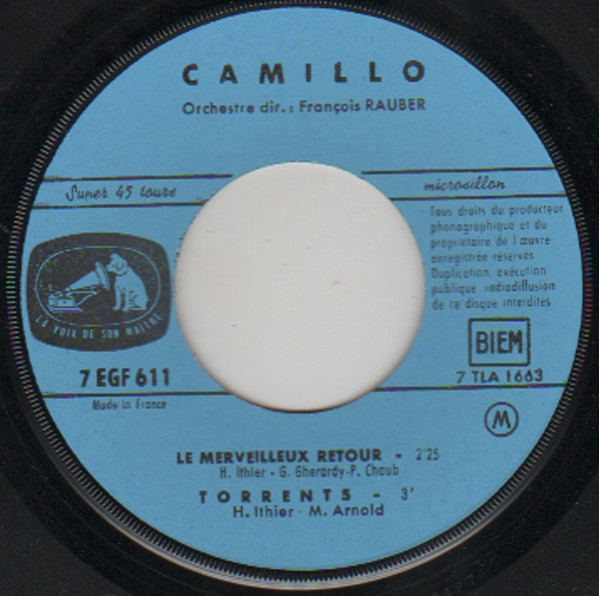 CAMILLO
Orchestre dir. : François RAUBER
Super 45 tours
microsillon
Tous droits du producteur
phonographique et du
propriétaire de l'œuvre
enregistrée réservés
Duplication, exécution
publique, radiodiffusion
de ce disque interdites
LA VOIX DE SON MAITRE
BIEM
7 EGF 611
7 TLA 1663
Made in France
M
LE MERVEILLEUX RETOUR - 2'25
H. Ithier - G. Gherardy-P. Chaub
TORRENTS - 3'
H. Ithier - M. Arnold